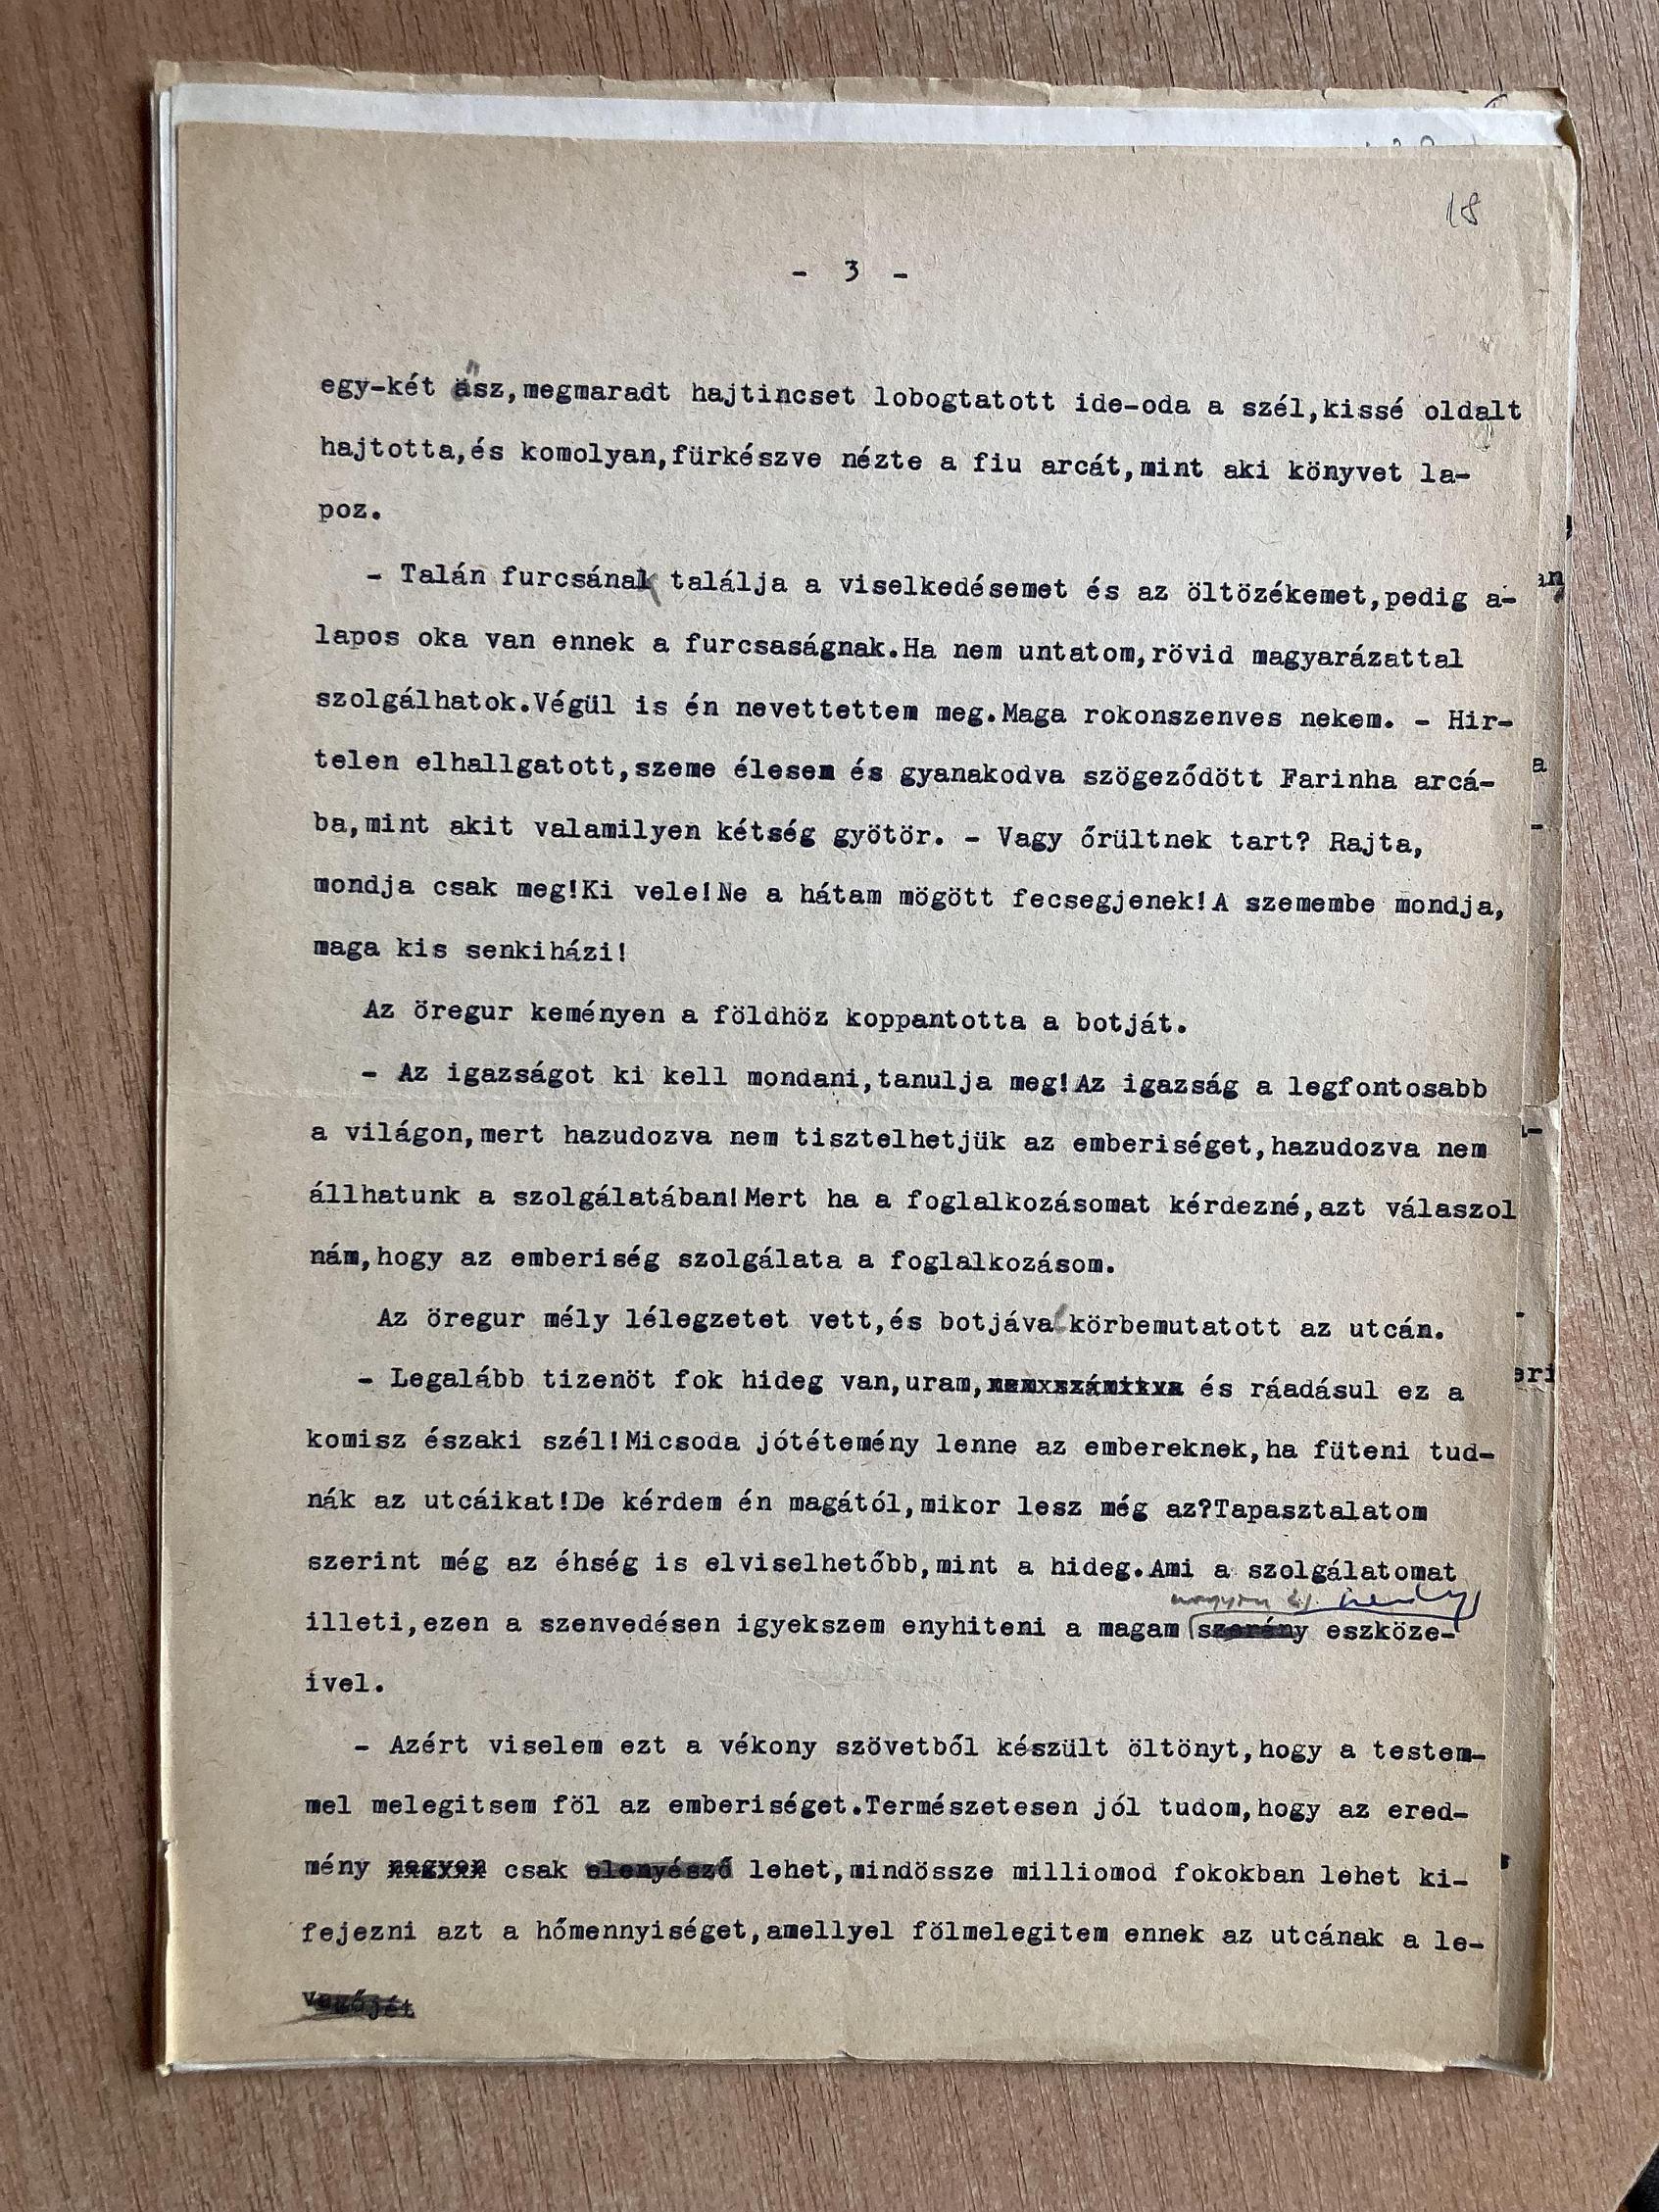 18
- 3 -
egy-két ősz,megmaradt hajtincset lobogtatott ide-oda a szél,kissé oldalt
hajtotta,és komolyan,fürkészve nézte a fiu arcát,mint aki könyvet la-
poz.
- Talán furcsának találja a viselkedésemet és az öltözékemet,pedig a-
lapos oka van ennek a furcsaságnak.Ha nem untatom,rövid magyarázattal
szolgálhatok.Végül is én nevettettem meg.Maga rokonszenves nekem. - Hir-
telen elhallgatott,szeme élesem és gyanakodva szögeződött Farinha arcá-
ba,mint akit valamilyen kétség gyötör. - Vagy őrültnek tart? Rajta,
mondja csak meg!Ki vele!Ne a hátam mögött fecsegjenek!A szemembe mondja,
maga kis senkiházi!
Az öregur keményen a földhöz koppantotta a botját.
- Az igazságot ki kell mondani,tanulja meg!Az igazság a legfontosabb
a világon,mert hazudozva nem tisztelhetjük az emberiséget,hazudozva nem
állhatunk a szolgálatában!Mert ha a foglalkozásomat kérdezné,azt válaszol
nám,hogy az emberiség szolgálata a foglalkozásom.
Az öregur mély lélegzetet vett,és botjával körbemutatott az utcán.
- Legalább tizenöt fok hideg van,uram, és ráadásul ez a
komisz északi szél!Micsoda jótétemény lenne az embereknek,ha füteni tud-
nák az utcáikat!De kérdem én magától,mikor lesz még az?Tapasztalatom
szerint még az éhség is elviselhetőbb,mint a hideg.Ami a szolgálatomat
illeti,ezen a szenvedésen igyekszem enyhiteni a magam szerény eszköze-
ivel.
- Azért viselem ezt a vékony szövetből készült öltönyt,hogy a testem-
mel melegitsem föl az emberiséget.Természetesen jól tudom,hogy az ered-
mény nagyon csak elenyésző lehet,mindössze milliomod fokokban lehet ki-
fejezni azt a hőmennyiséget,amellyel fölmelegitem ennek az utcának a le-
vegőjét